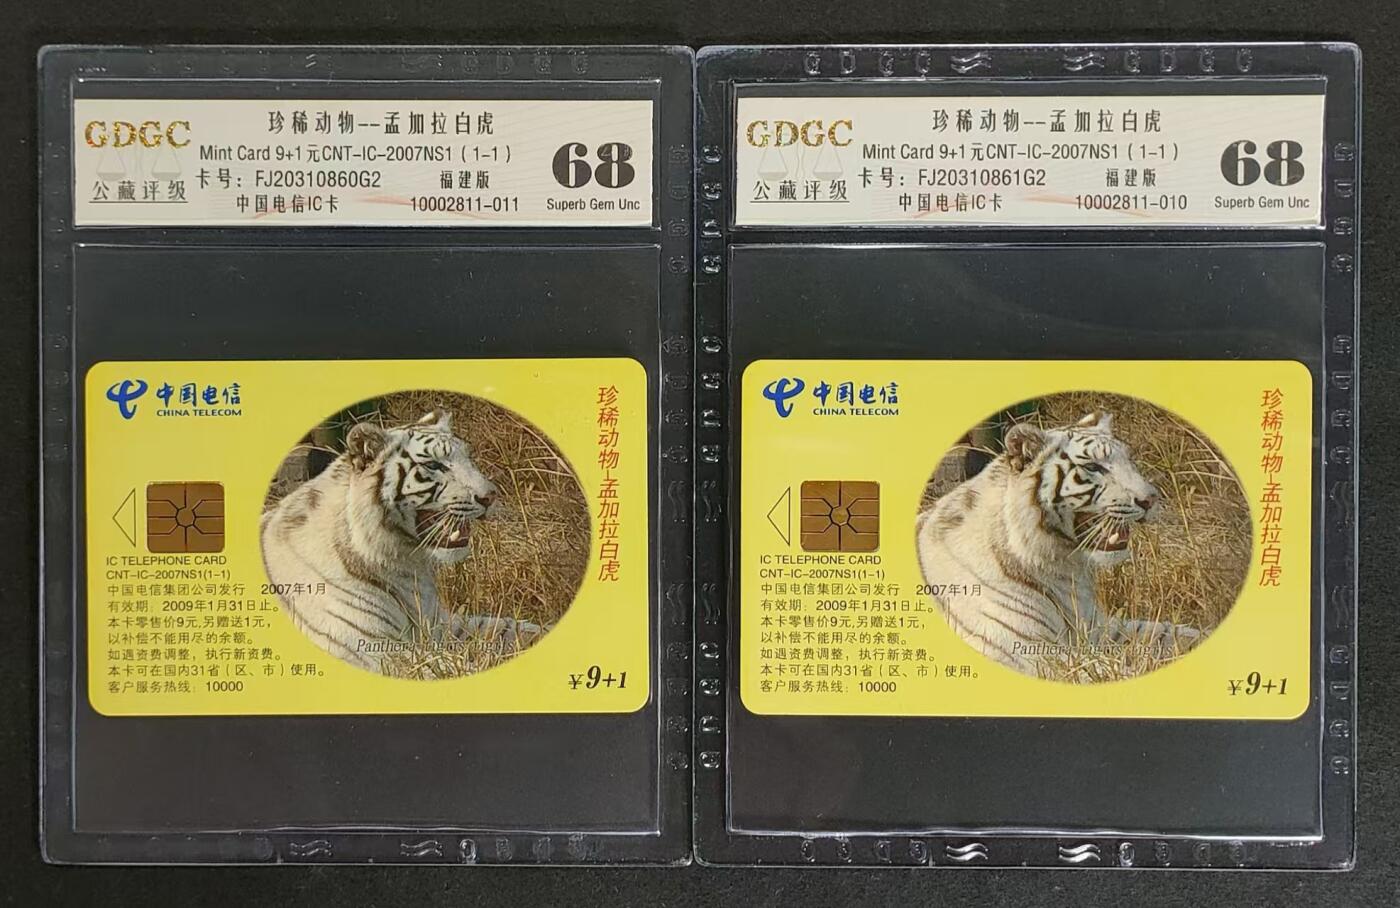 GDGC
公藏评级
珍稀动物--孟加拉白虎
Mint Card 9+1元CNT-IC-2007NS1(1-1)
卡号: FJ20310860G2 福建版
中国电信IC卡 10002811-011
68
Superb Gem Unc
中国电信
CHINA TELECOM
珍稀动物-孟加拉白虎
IC TELEPHONE CARD
CNT-IC-2007NS1(1-1)
中国电信集团公司发行 2007年1月
有效期: 2009年1月31日止。
本卡零售价9元,另赠送1元,
以补偿不能用尽的余额。
如遇资费调整，执行新资费。
本卡可在国内31省（区、市）使用。
客户服务热线: 10000
Panthera tigris tigris
¥9+1
GDGC
公藏评级
珍稀动物--孟加拉白虎
Mint Card 9+1元CNT-IC-2007NS1(1-1)
卡号: FJ20310861G2 福建版
中国电信IC卡 10002811-010
68
Superb Gem Unc
中国电信
CHINA TELECOM
珍稀动物-孟加拉白虎
IC TELEPHONE CARD
CNT-IC-2007NS1(1-1)
中国电信集团公司发行 2007年1月
有效期: 2009年1月31日止。
本卡零售价9元,另赠送1元,
以补偿不能用尽的余额。
如遇资费调整，执行新资费。
本卡可在国内31省（区、市）使用。
客户服务热线: 10000
Panthera tigris tigris
¥9+1